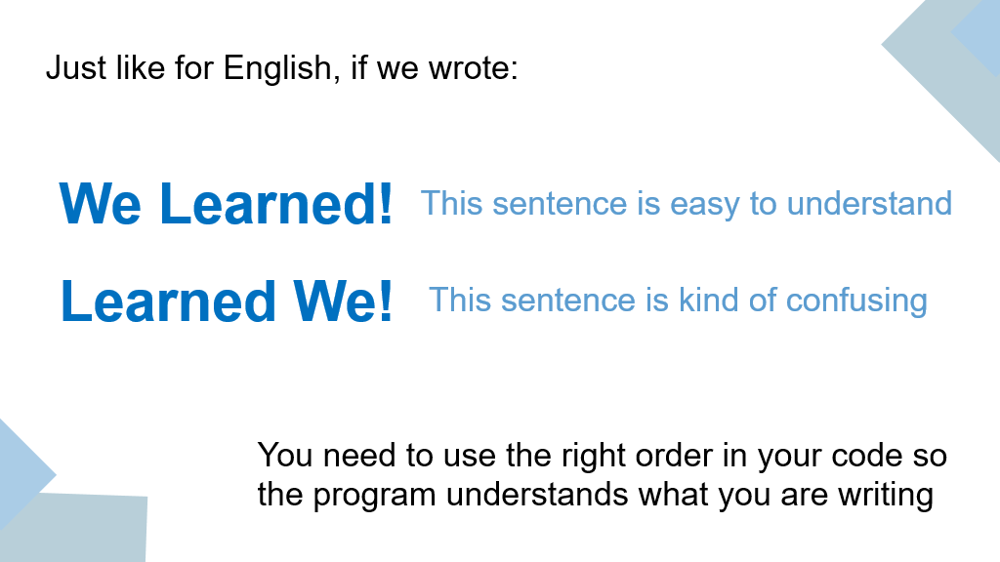 Just like for English, if we wrote:
We Learned! This sentence is easy to understand
Learned We! This sentence is kind of confusing
You need to use the right order in your code so
the program understands what you are writing